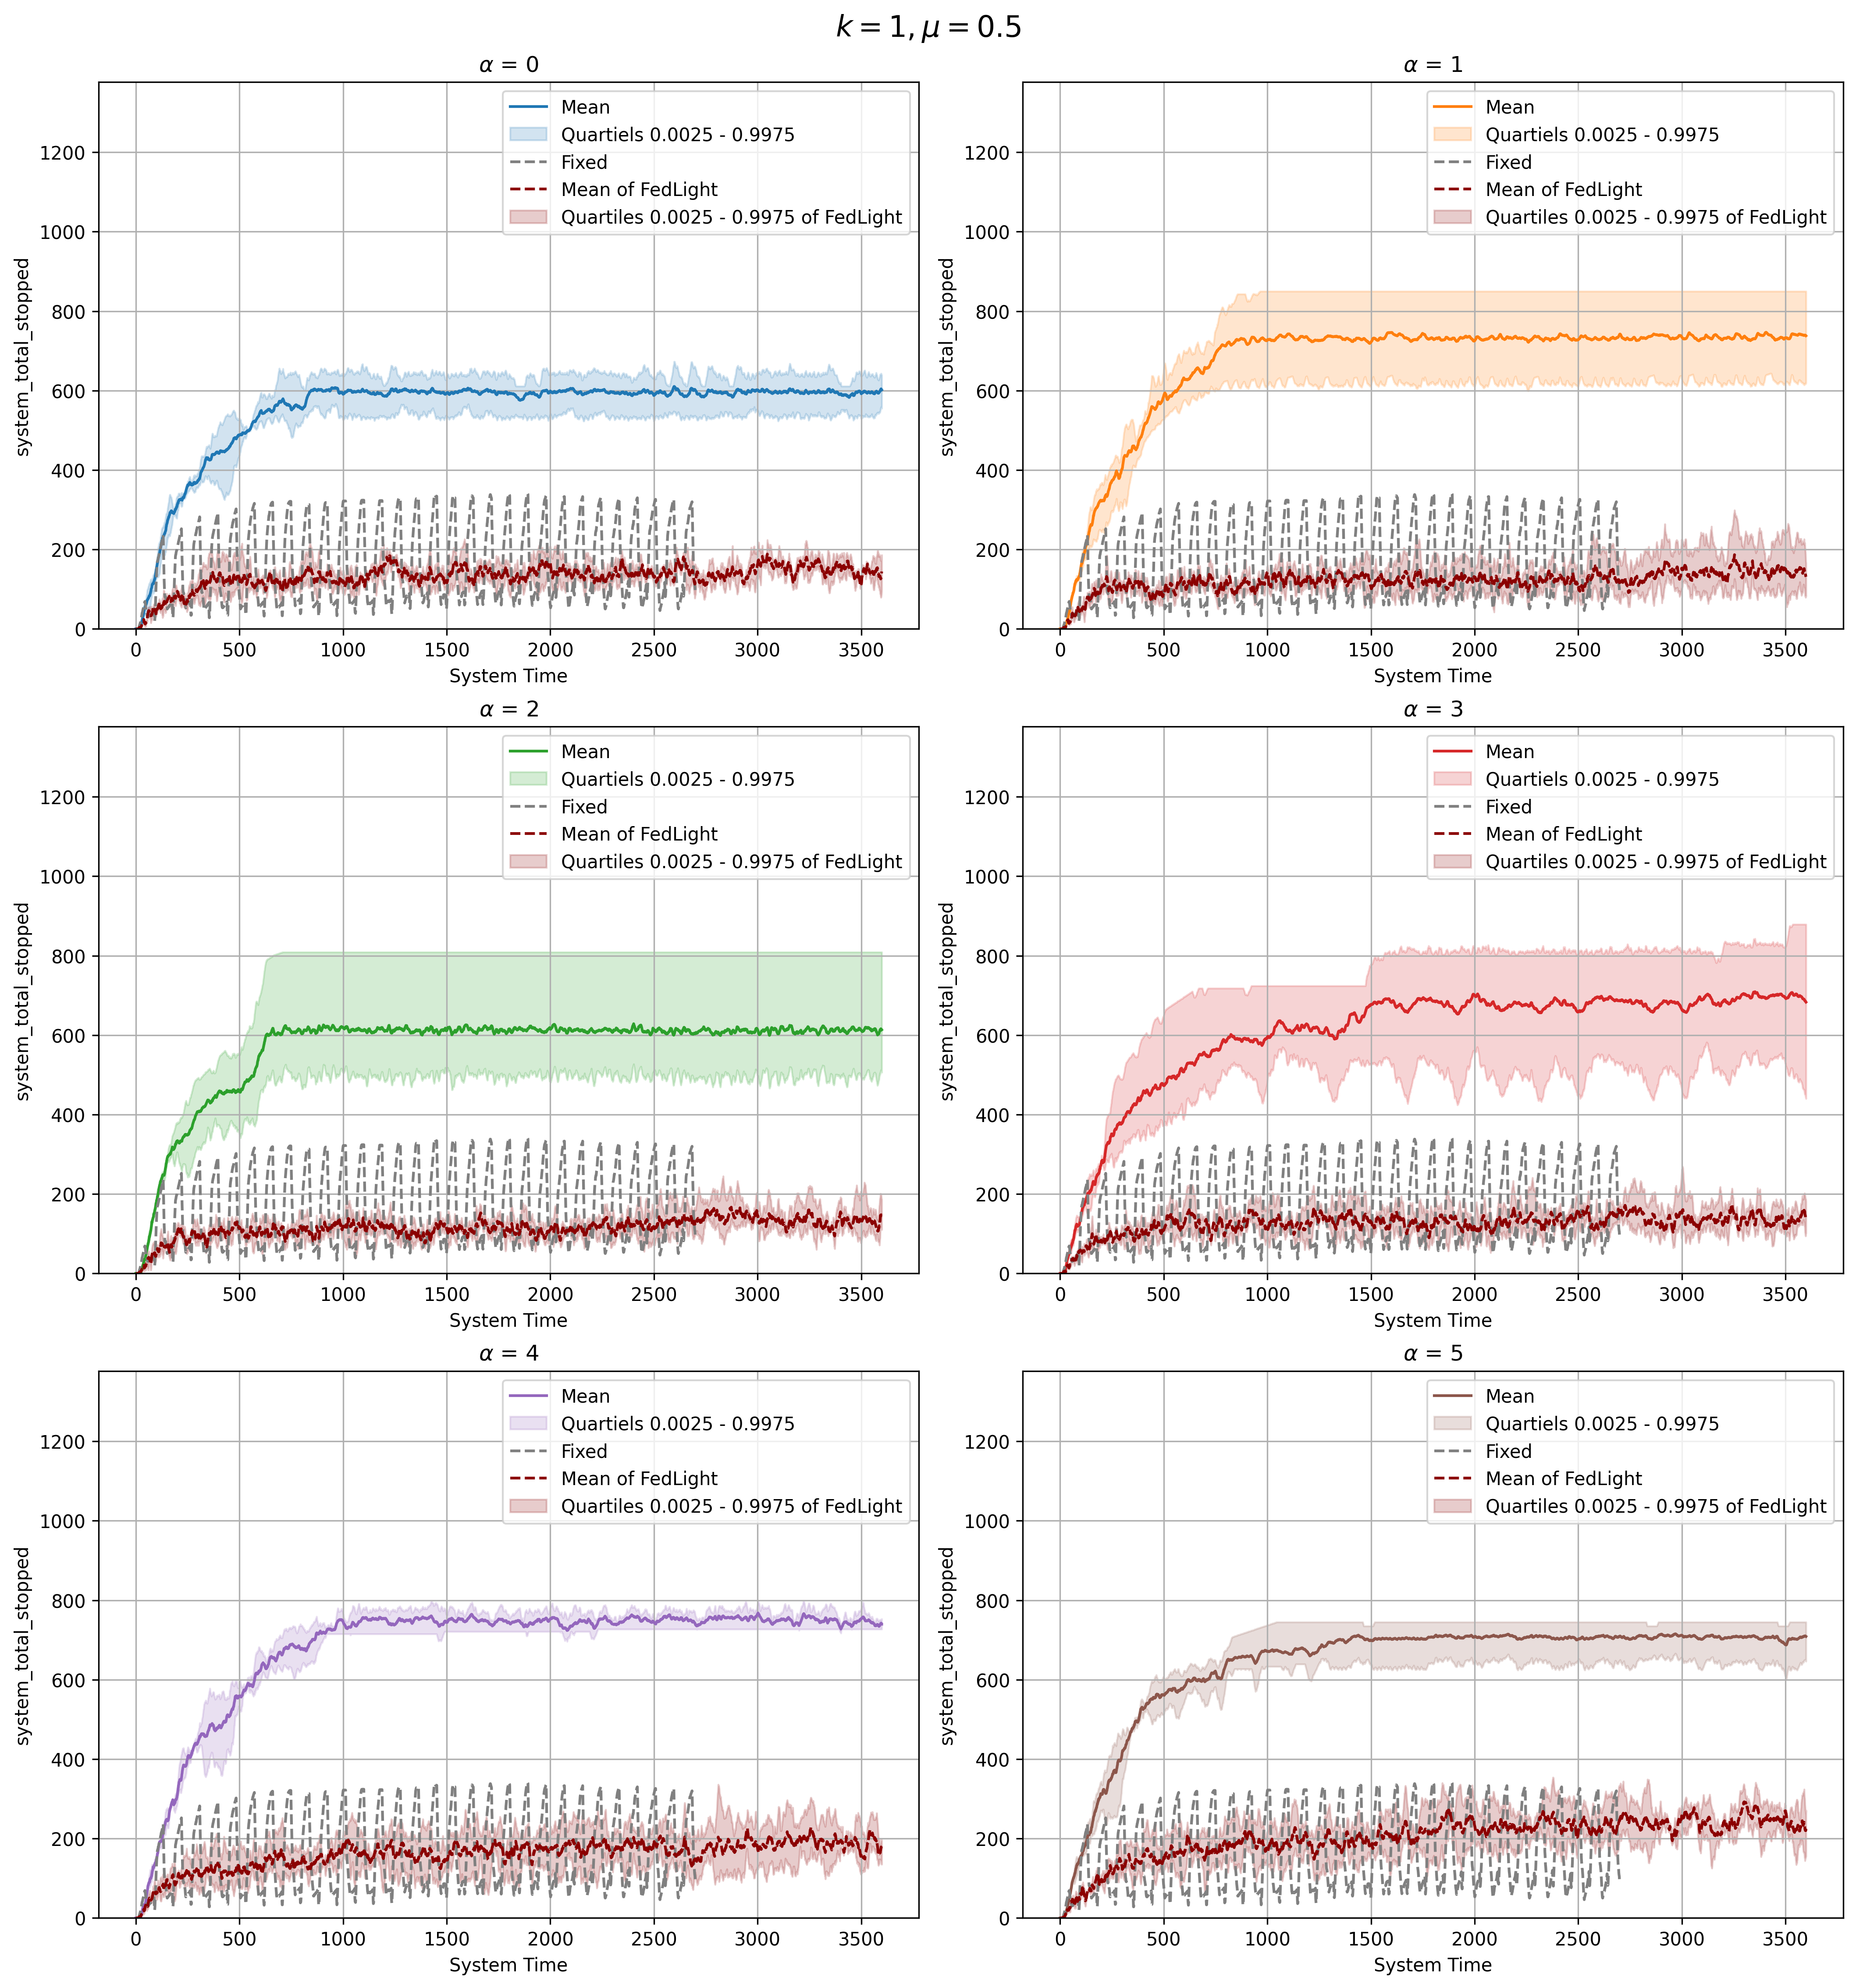 k = 1, μ = 0.5
α = 0
Mean
Quartiels 0.0025 - 0.9975
Fixed
Mean of FedLight
Quartiles 0.0025 - 0.9975 of FedLight
1200
1000
800
600
400
200
0
system_total_stopped
0 500 1000 1500 2000 2500 3000 3500
System Time
α = 1
Mean
Quartiels 0.0025 - 0.9975
Fixed
Mean of FedLight
Quartiles 0.0025 - 0.9975 of FedLight
1200
1000
800
600
400
200
0
system_total_stopped
0 500 1000 1500 2000 2500 3000 3500
System Time
α = 2
Mean
Quartiels 0.0025 - 0.9975
Fixed
Mean of FedLight
Quartiles 0.0025 - 0.9975 of FedLight
1200
1000
800
600
400
200
0
system_total_stopped
0 500 1000 1500 2000 2500 3000 3500
System Time
α = 3
Mean
Quartiels 0.0025 - 0.9975
Fixed
Mean of FedLight
Quartiles 0.0025 - 0.9975 of FedLight
1200
1000
800
600
400
200
0
system_total_stopped
0 500 1000 1500 2000 2500 3000 3500
System Time
α = 4
Mean
Quartiels 0.0025 - 0.9975
Fixed
Mean of FedLight
Quartiles 0.0025 - 0.9975 of FedLight
1200
1000
800
600
400
200
0
system_total_stopped
0 500 1000 1500 2000 2500 3000 3500
System Time
α = 5
Mean
Quartiels 0.0025 - 0.9975
Fixed
Mean of FedLight
Quartiles 0.0025 - 0.9975 of FedLight
1200
1000
800
600
400
200
0
system_total_stopped
0 500 1000 1500 2000 2500 3000 3500
System Time